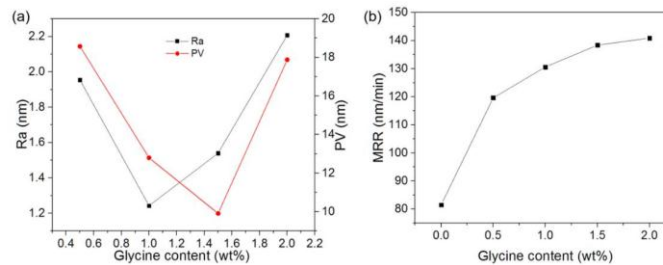 (a)
Ra
PV
2.2
2.0
1.8
1.6
1.4
1.2
Ra (nm)
20
18
16
14
12
10
PV (nm)
0.4 0.6 0.8 1.0 1.2 1.4 1.6 1.8 2.0 2.2
Glycine content (wt%)
(b)
150
140
130
120
110
100
90
80
MRR (nm/min)
0.0 0.5 1.0 1.5 2.0
Glycine content (wt%)